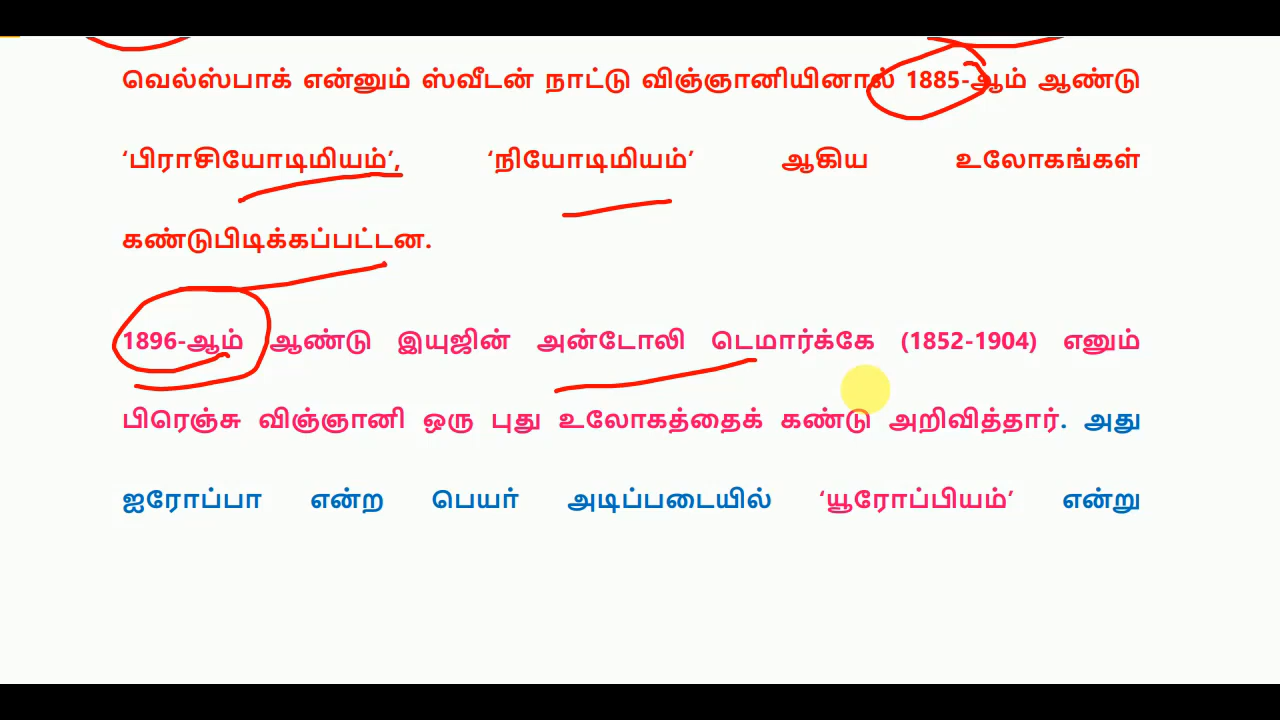 வெல்ஸ்பாக் என்னும் ஸ்வீடன் நாட்டு விஞ்ஞானியினால் 1885-ஆம் ஆண்டு
‘பிராசியோடிமியம்’, ‘நியோடிமியம்’ ஆகிய உலோகங்கள்
கண்டுபிடிக்கப்பட்டன.
1896-ஆம் ஆண்டு இயுஜின் அன்டோலி டெமார்க்கே (1852-1904) எனும்
பிரெஞ்சு விஞ்ஞானி ஒரு புது உலோகத்தைக் கண்டு அறிவித்தார். அது
ஐரோப்பா என்ற பெயர் அடிப்படையில் ‘யூரோப்பியம்’ என்று